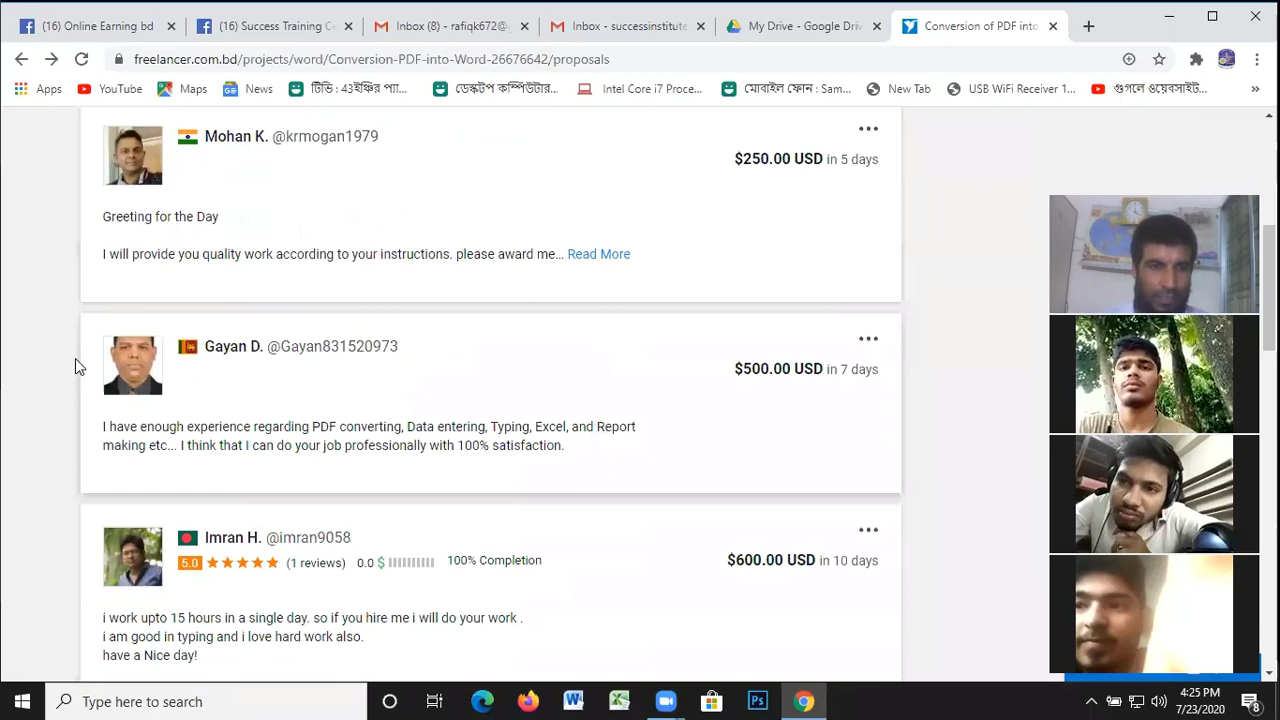 (16) Online Earning bd
(16) Success Training Ce
Inbox (8) - rafiqk672@
Inbox - successinstitute
My Drive - Google Driv
Conversion of PDF into
freelancer.com.bd/projects/word/Conversion-PDF-into-Word-26676642/proposals
Apps
YouTube
Maps
News
টিভি : 43ইঞ্চির প্যা...
ডেস্কটপ কম্পিউটার...
Intel Core i7 Proce...
মোবাইল ফোন : Sam...
New Tab
USB WiFi Receiver 1...
গুগলে ওয়েবসাইট...
Mohan K. @krmogan1979
$250.00 USD in 5 days
Greeting for the Day
I will provide you quality work according to your instructions. please award me... Read More
Gayan D. @Gayan831520973
$500.00 USD in 7 days
I have enough experience regarding PDF converting, Data entering, Typing, Excel, and Report
making etc... I think that I can do your job professionally with 100% satisfaction.
Imran H. @imran9058
5.0 (1 reviews) 0.0 $ 100% Completion
$600.00 USD in 10 days
i work upto 15 hours in a single day. so if you hire me i will do your work .
i am good in typing and i love hard work also.
have a Nice day!
Type here to search
Ps
4:25 PM
7/23/2020
8